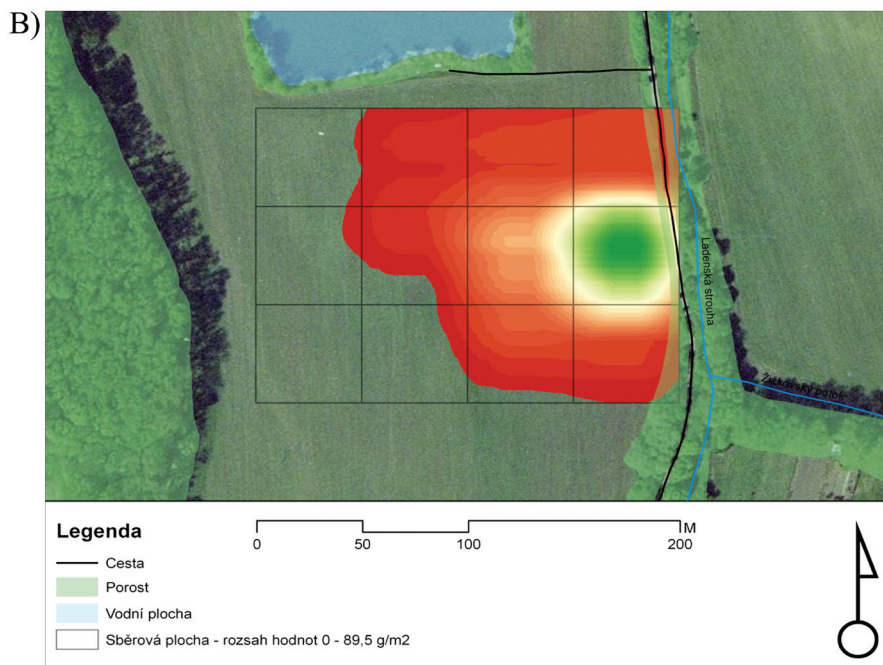 B)
Ladenská strouha
Žižkovský potok
Legenda
Cesta
Porost
Vodní plocha
Sběrová plocha - rozsah hodnot 0 - 89,5 g/m2
0 50 100 200
M